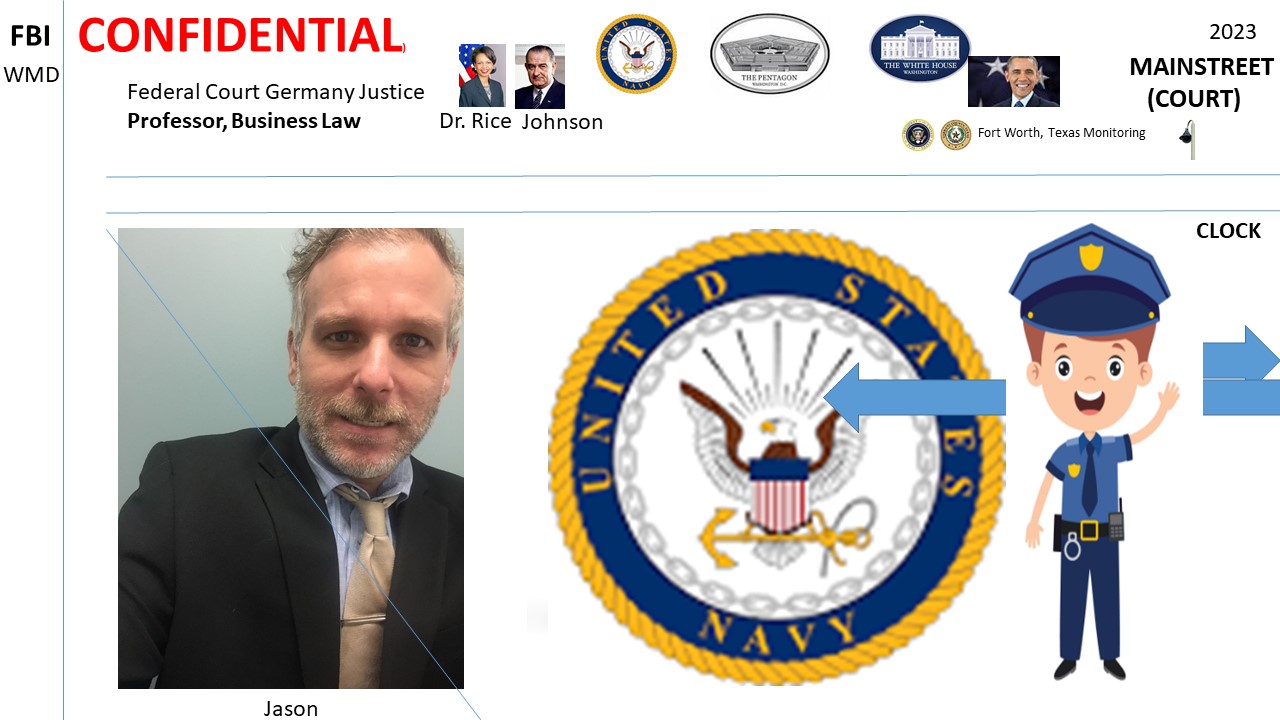 FBI
WMD
CONFIDENTIAL)
Federal Court Germany Justice
Professor, Business Law
Dr. Rice
Johnson
UNITED STATES
NAVY
THE PENTAGON
WASHINGTON, D.C.
THE WHITE HOUSE
WASHINGTON
Fort Worth, Texas Monitoring
2023
MAINSTREET
(COURT)
CLOCK
UNITED STATES
NAVY
Jason